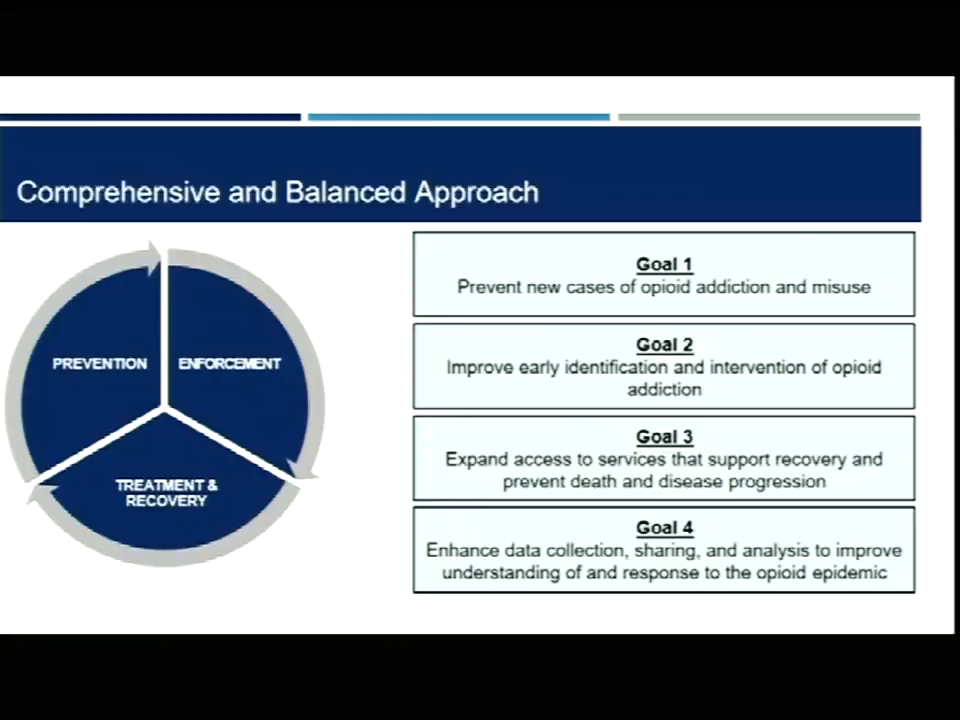 Comprehensive and Balanced Approach
PREVENTION
ENFORCEMENT
TREATMENT &
RECOVERY
Goal 1
Prevent new cases of opioid addiction and misuse
Goal 2
Improve early identification and intervention of opioid
addiction
Goal 3
Expand access to services that support recovery and
prevent death and disease progression
Goal 4
Enhance data collection, sharing, and analysis to improve
understanding of and response to the opioid epidemic